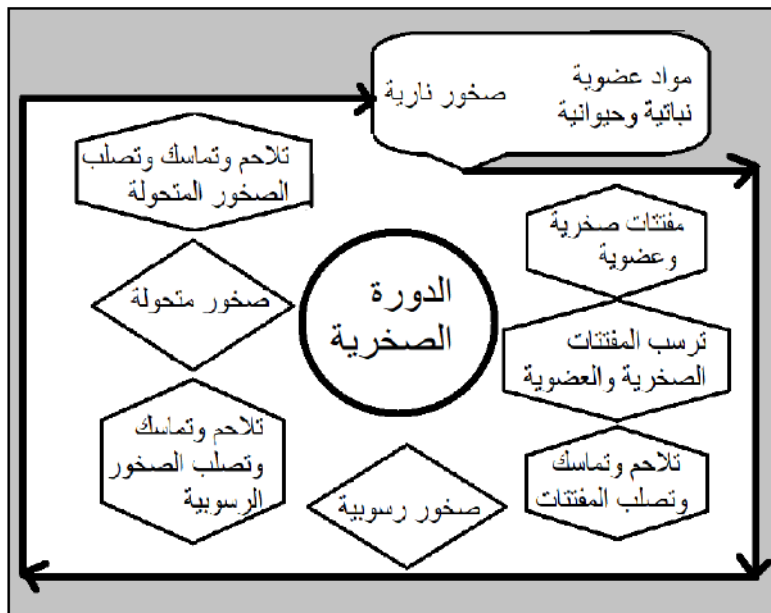 صخور نارية
مواد عضوية
نباتية وحيوانية
مفتتات صخرية
وعضوية
ترسب المفتتات
الصخرية والعضوية
تلاحم وتماسك
وتصلب المفتتات
صخور رسوبية
تلاحم وتماسك
وتصلب الصخور
الرسوبية
صخور متحولة
تلاحم وتماسك وتصلب
الصخور المتحولة
الدورة
الصخرية